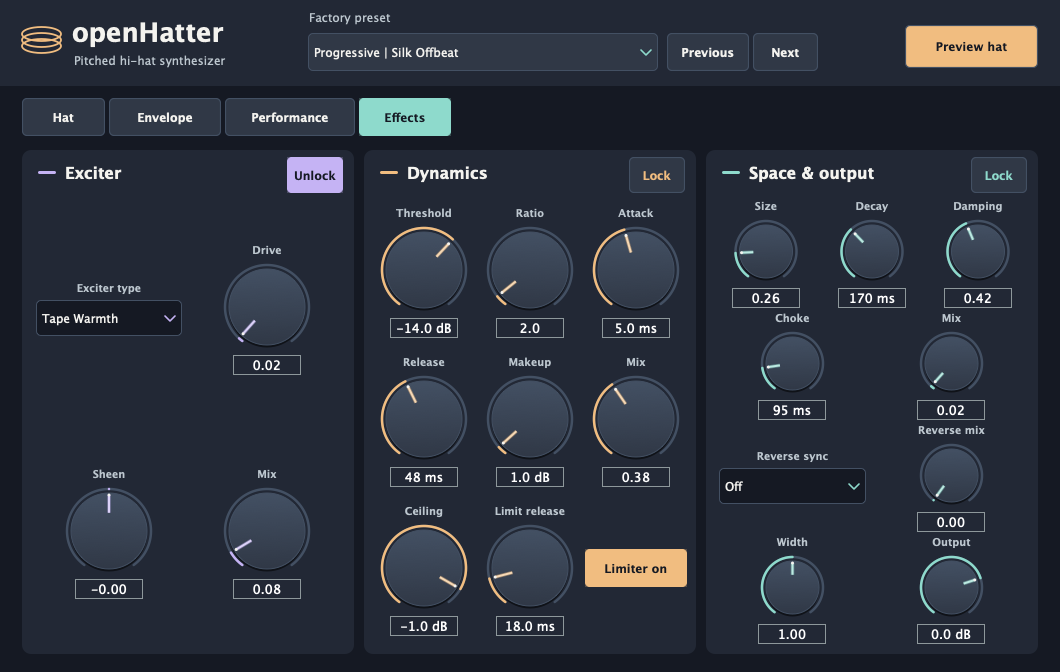 openHatter
Pitched hi-hat synthesizer
Factory preset
Progressive | Silk Offbeat
Previous
Next
Preview hat
Hat
Envelope
Performance
Effects
Exciter
Unlock
Exciter type
Tape Warmth
Drive
0.02
Sheen
−0.00
Mix
0.08
Dynamics
Lock
Threshold
−14.0 dB
Ratio
2.0
Attack
5.0 ms
Release
48 ms
Makeup
1.0 dB
Mix
0.38
Ceiling
−1.0 dB
Limit release
18.0 ms
Limiter on
Space & output
Lock
Size
0.26
Decay
170 ms
Damping
0.42
Choke
95 ms
Mix
0.02
Reverse sync
Off
Reverse mix
0.00
Width
1.00
Output
0.0 dB